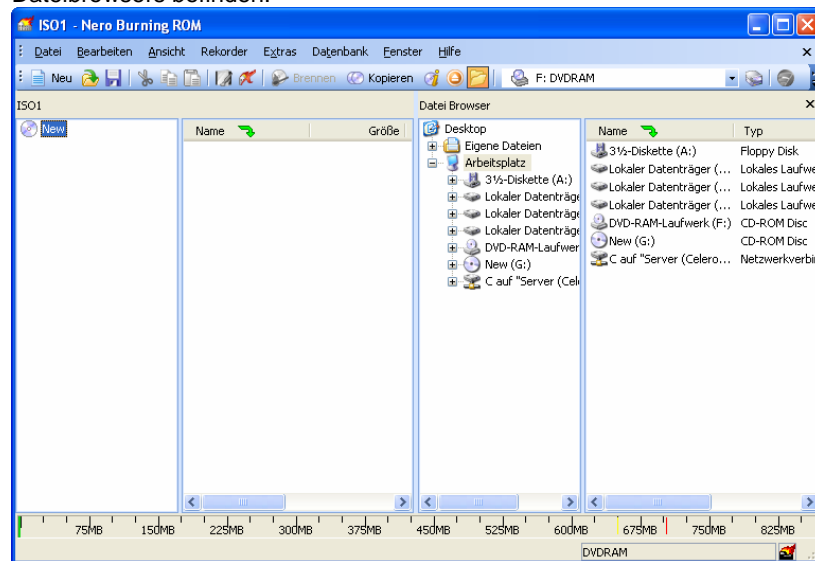 Dateibrowsers befinden.
ISO1 - Nero Burning ROM
Datei Bearbeiten Ansicht Rekorder Extras Datenbank Fenster Hilfe
Neu Brennen Kopieren F: DVDRAM
ISO1
New
Name Größe
Datei Browser
Desktop
Eigene Dateien
Arbeitsplatz
3½-Diskette (A:)
Lokaler Datenträge
Lokaler Datenträge
Lokaler Datenträge
DVD-RAM-Laufwer
New (G:)
C auf "Server (Cel
Name Typ
3½-Diskette (A:) Floppy Disk
Lokaler Datenträger (... Lokales Laufwe
Lokaler Datenträger (... Lokales Laufwe
Lokaler Datenträger (... Lokales Laufwe
DVD-RAM-Laufwerk (F:) CD-ROM Disc
New (G:) CD-ROM Disc
C auf "Server (Celero... Netzwerkverbi
75MB 150MB 225MB 300MB 375MB 450MB 525MB 600MB 675MB 750MB 825MB
DVDRAM